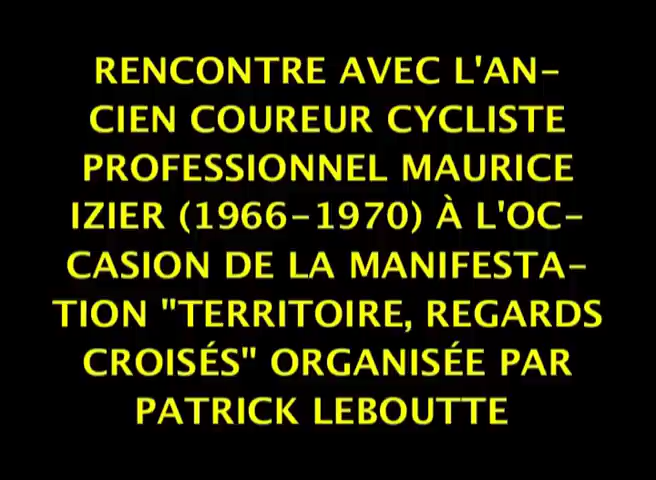 RENCONTRE AVEC L'AN-
CIEN COUREUR CYCLISTE
PROFESSIONNEL MAURICE
IZIER (1966-1970) À L'OC-
CASION DE LA MANIFESTA-
TION "TERRITOIRE, REGARDS
CROISÉS" ORGANISÉE PAR
PATRICK LEBOUTTE